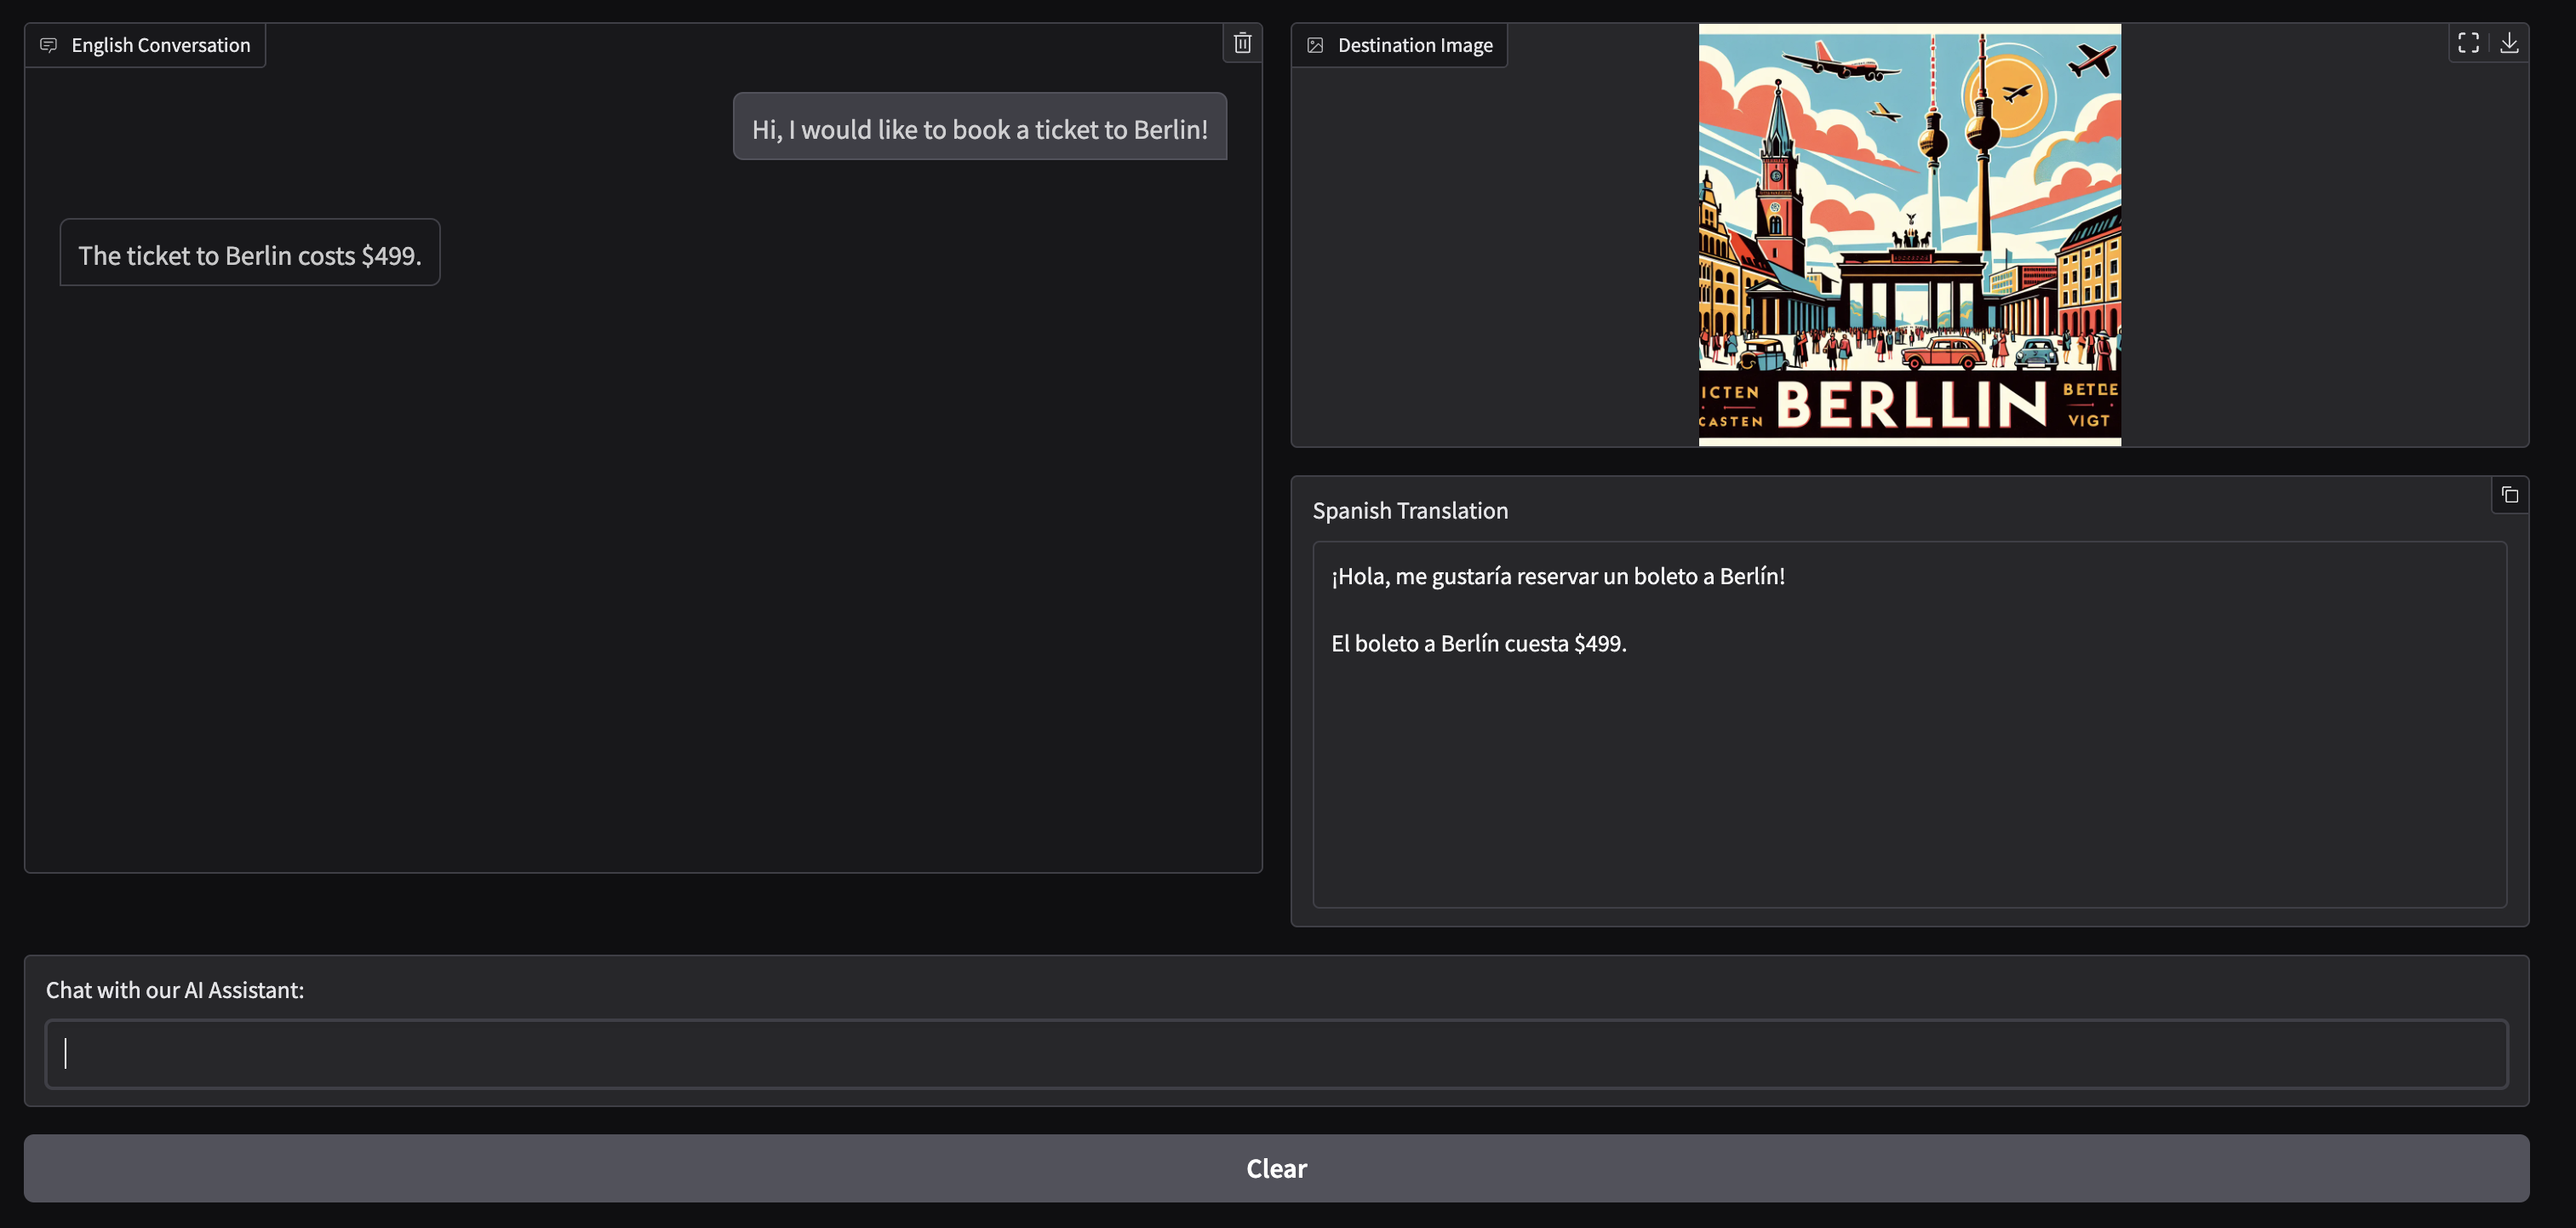 English Conversation
Hi, I would like to book a ticket to Berlin!
The ticket to Berlin costs $499.
Destination Image
ICTEN
CASTEN
BERLLIN
VIGT
Spanish Translation
¡Hola, me gustaría reservar un boleto a Berlín!
El boleto a Berlín cuesta $499.
Chat with our AI Assistant:
Clear